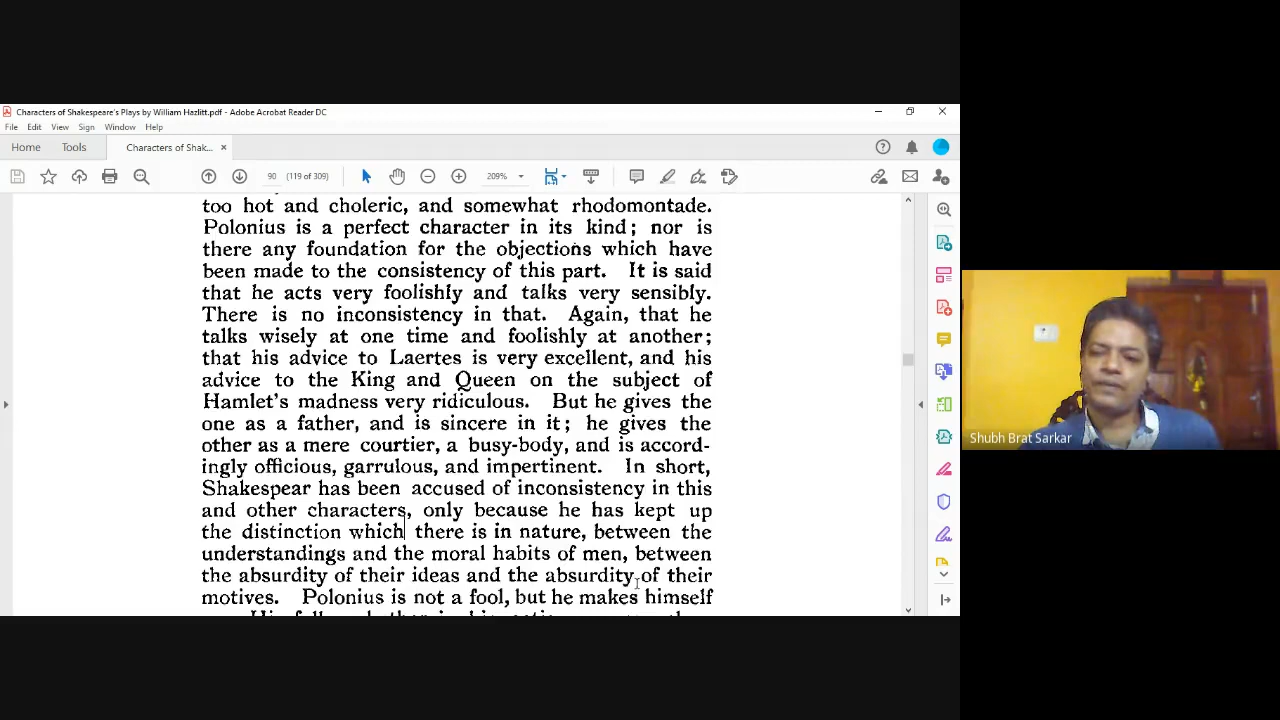 Characters of Shakespeare's Plays by William Hazlitt.pdf - Adobe Acrobat Reader DC
File Edit View Sign Window Help
Home Tools Characters of Shak... ×
90 (119 of 309) 209%
too hot and choleric, and somewhat rhodomontade.
Polonius is a perfect character in its kind; nor is
there any foundation for the objections which have
been made to the consistency of this part. It is said
that he acts very foolishly and talks very sensibly.
There is no inconsistency in that. Again, that he
talks wisely at one time and foolishly at another;
that his advice to Laertes is very excellent, and his
advice to the King and Queen on the subject of
Hamlet's madness very ridiculous. But he gives the
one as a father, and is sincere in it; he gives the
other as a mere courtier, a busy-body, and is accord-
ingly officious, garrulous, and impertinent. In short,
Shakespear has been accused of inconsistency in this
and other characters, only because he has kept up
the distinction which there is in nature, between the
understandings and the moral habits of men, between
the absurdity of their ideas and the absurdity of their
motives. Polonius is not a fool, but he makes himself
Shubh Brat Sarkar